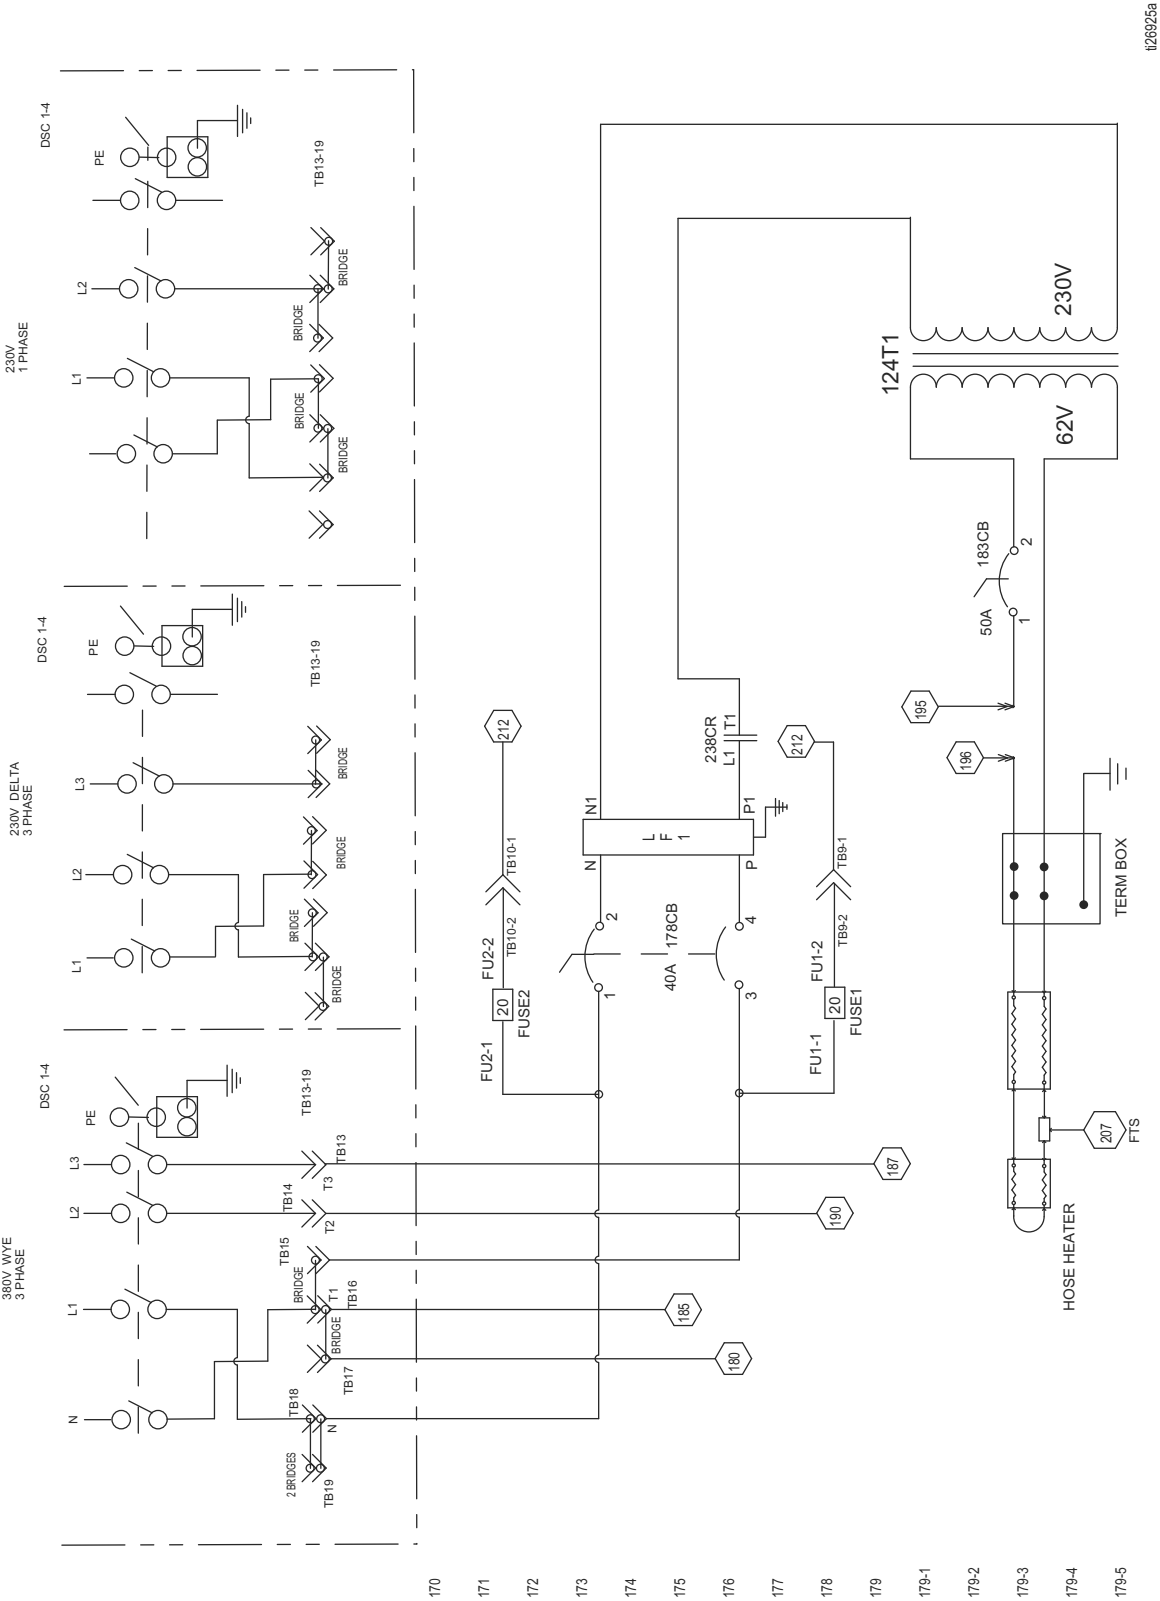 ti26925a
380V WYE
3 PHASE
N
L1
L2
L3
PE
DSC 1-4
TB13-19
2 BRIDGES
TB19
TB18
N
TB17
BRIDGE
BRIDGE
T1
TB16
TB15
TB14
T2
T3
TB13
230V DELTA
3 PHASE
L1
L2
L3
PE
DSC 1-4
TB13-19
BRIDGE
BRIDGE
BRIDGE
BRIDGE
230V
1 PHASE
L1
L2
PE
DSC 1-4
TB13-19
BRIDGE
BRIDGE
BRIDGE
BRIDGE
170
171
172
173
174
175
176
177
178
179
179-1
179-2
179-3
179-4
179-5
180
185
190
187
FU2-1
20
FUSE2
FU2-2
TB10-2
TB10-1
212
1
2
40A
178CB
3
4
FU1-1
20
FUSE1
FU1-2
TB9-2
TB9-1
212
N
N1
LF
1
P
P1
238CR
L1
T1
124T1
230V
62V
50A
183CB
1
2
195
196
TERM BOX
HOSE HEATER
207
FTS